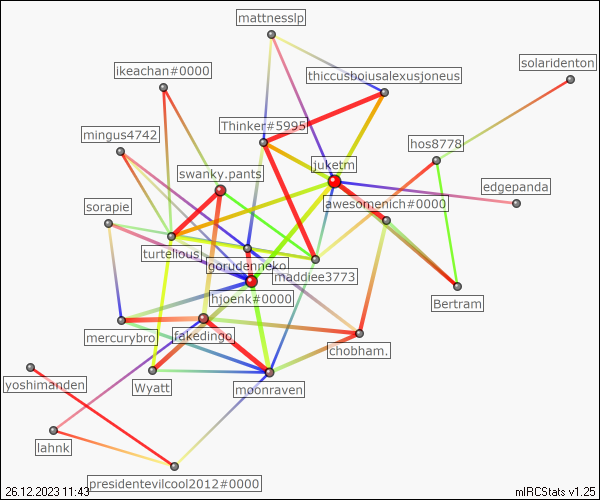 mattnesslp
solaridenton
ikeachan#0000
thiccusboiusalexusjoneus
Thinker#5995
mingus4742
hos8778
juketm
swanky.pants
edgepanda
awesomenich#0000
sorapie
turtelious
gorudenneko
maddiee3773
hjoenk#0000
Bertram
mercurybro
fakedingo
chobham.
yoshimanden
Wyatt
moonraven
lahnk
presidentevilcool2012#0000
26.12.2023 11:43
mIRCStats v1.25